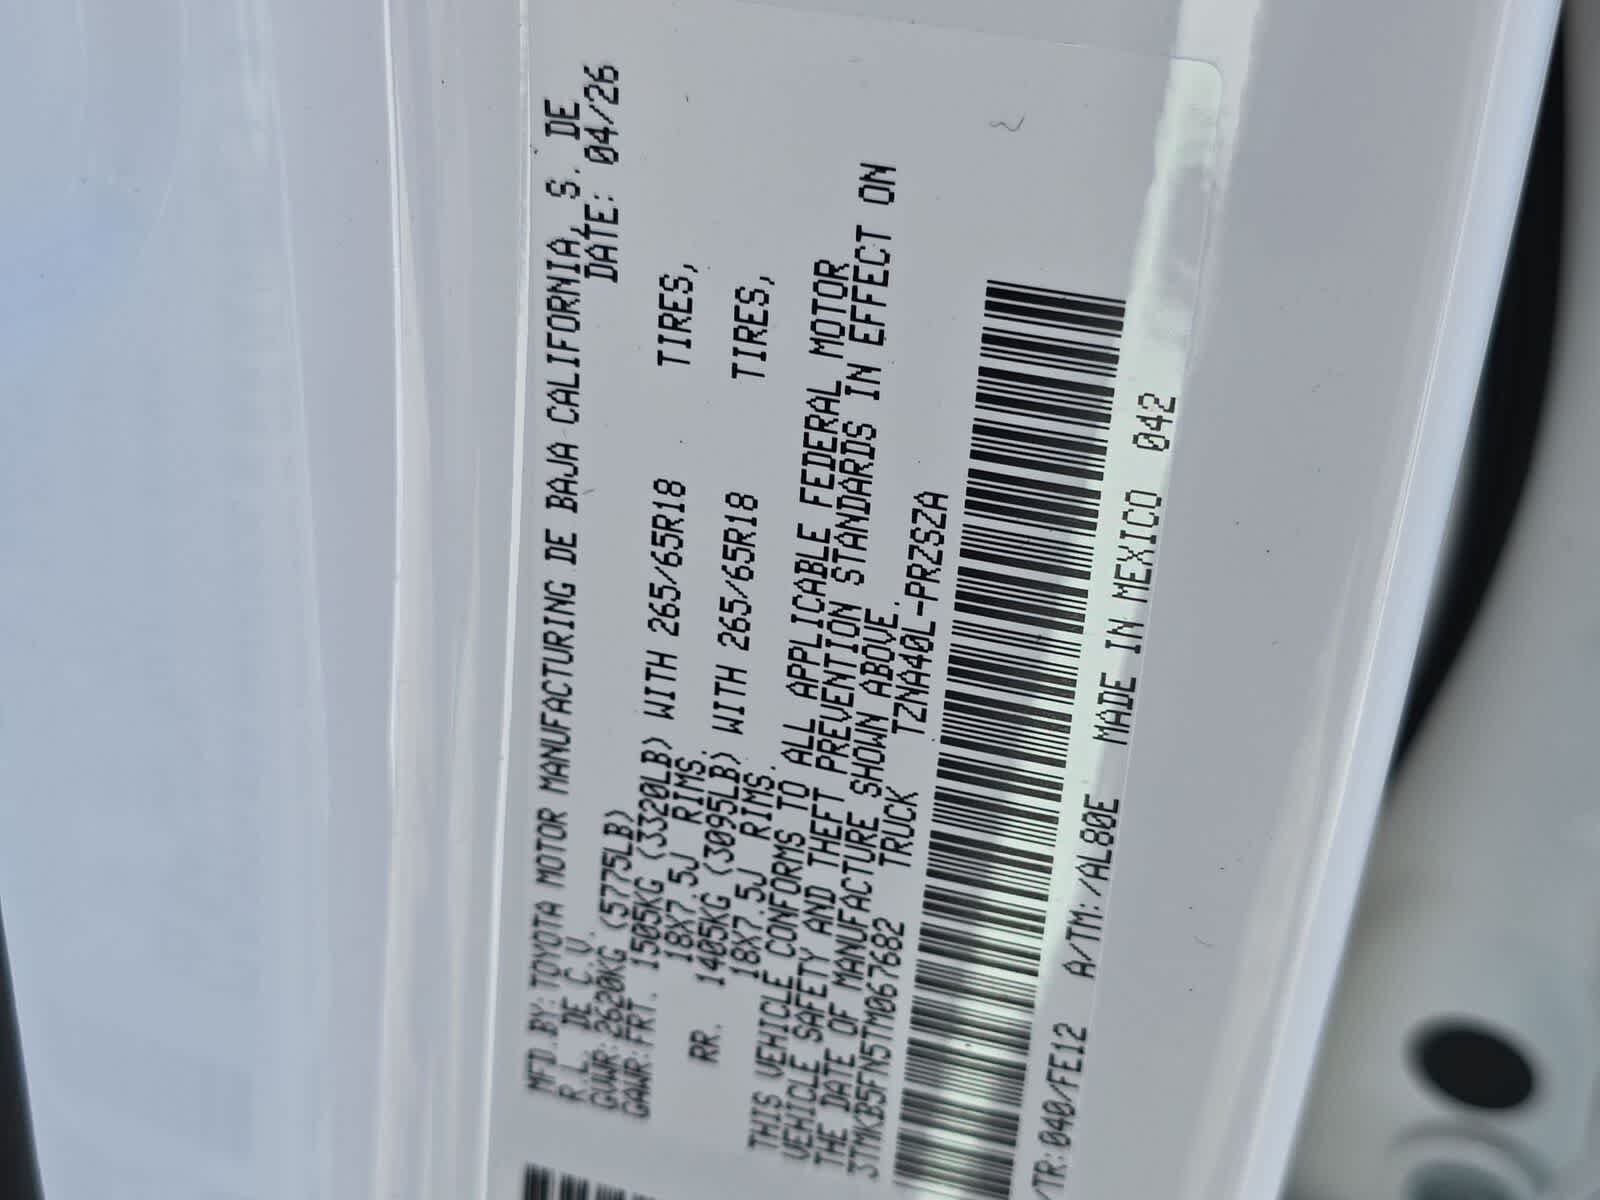 MFD.BY:TOYOTA MOTOR MANUFACTURING DE BAJA CALIFORNIA, S. DE
R.L. DE C.V. DATE: 04/26
GVWR:2620KG (5775LB)
GAWR:FRT. 1505KG (3320LB) WITH 265/65R18 TIRES,
18X7.5J RIMS.
RR. 1405KG (3095LB) WITH 265/65R18 TIRES,
18X7.5J RIMS.
THIS VEHICLE CONFORMS TO ALL APPLICABLE FEDERAL MOTOR
VEHICLE SAFETY AND THEFT PREVENTION STANDARDS IN EFFECT ON
THE DATE OF MANUFACTURE SHOWN ABOVE.
3TMKB5FN5TM067682 TRUCK TZNA40L-PRZSZA
/TR:040/FE12 A/TM:/AL80E MADE IN MEXICO 042